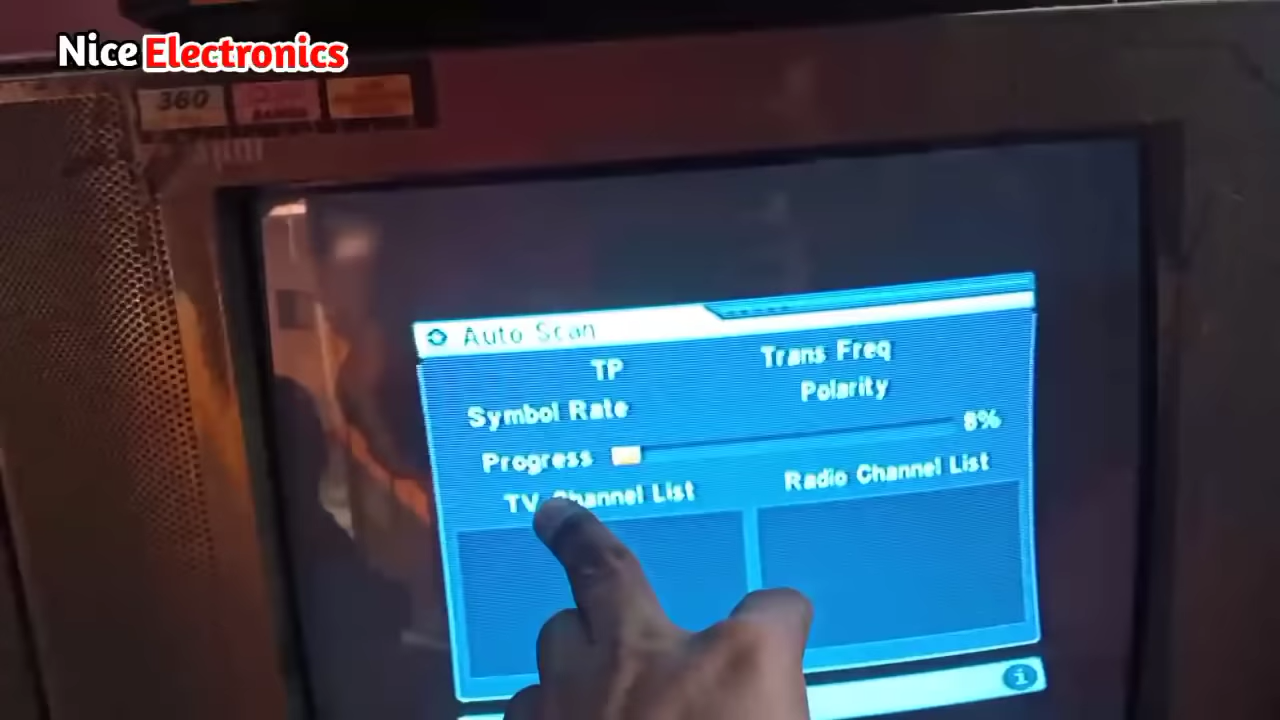 Nice Electronics
360
Auto Scan
TP
Trans Freq
Symbol Rate
Polarity
Progress
8%
TV Channel List
Radio Channel List
i